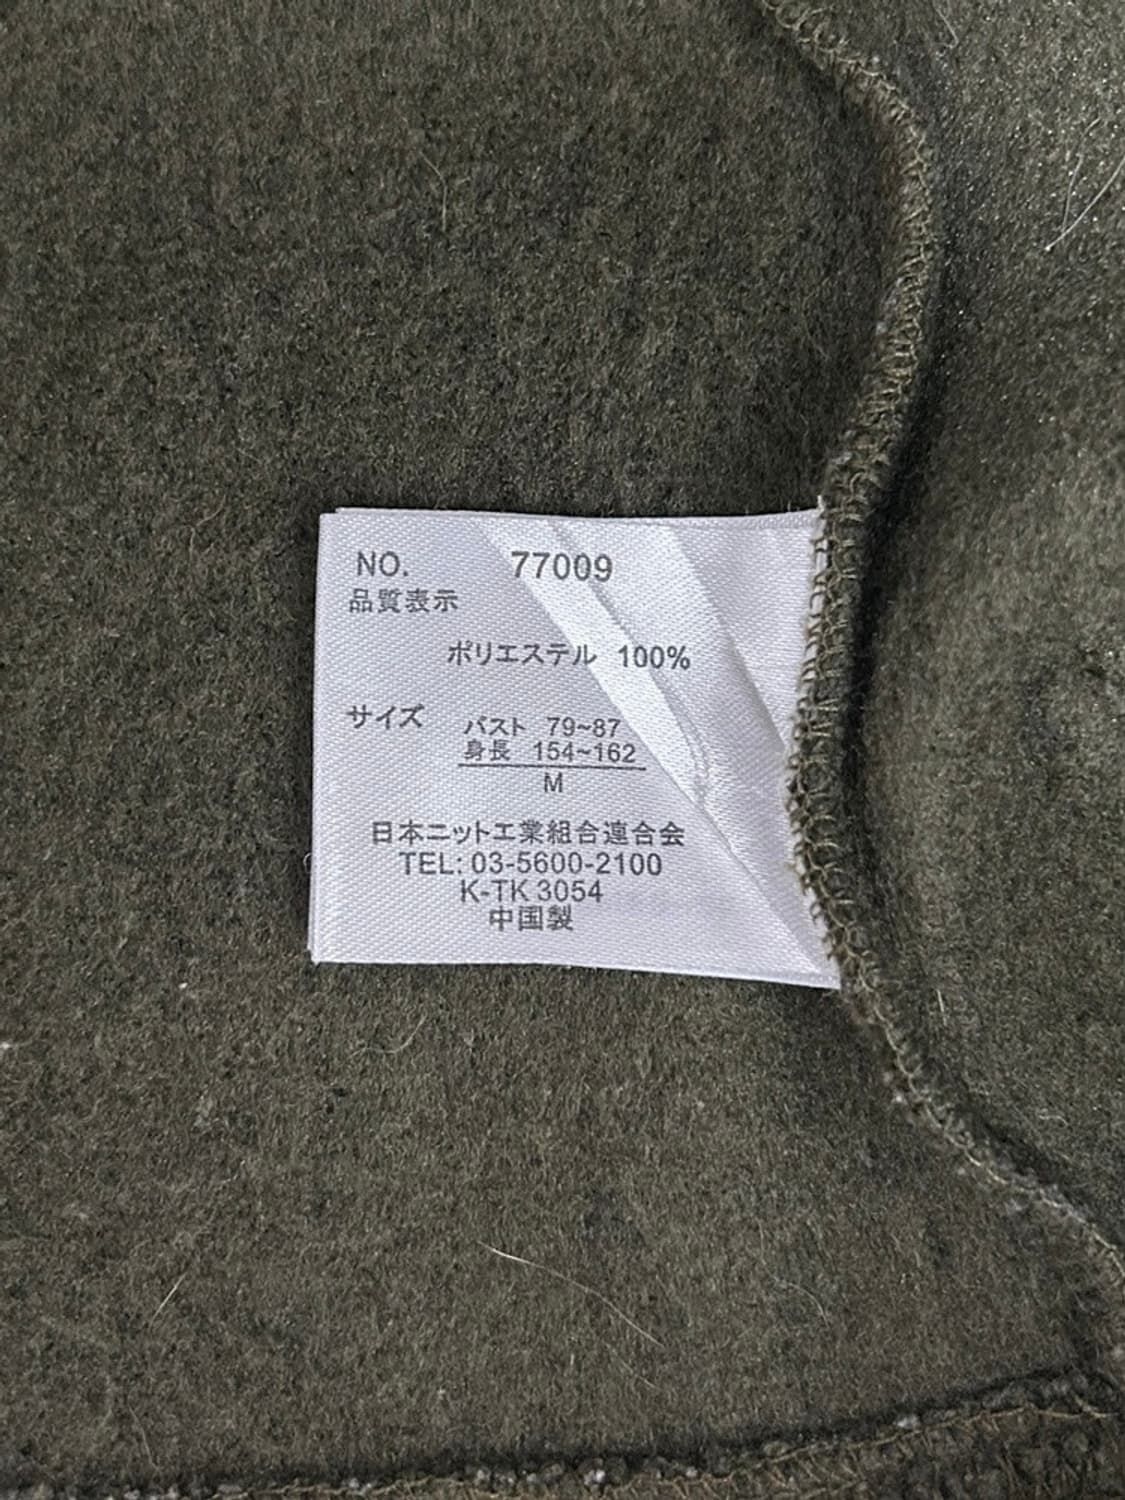 NO. 77009
品質表示
ポリエステル 100%
サイズ
バスト 79~87
身長 154~162
M
日本ニット工業組合連合会
TEL: 03-5600-2100
K-TK 3054
中国製